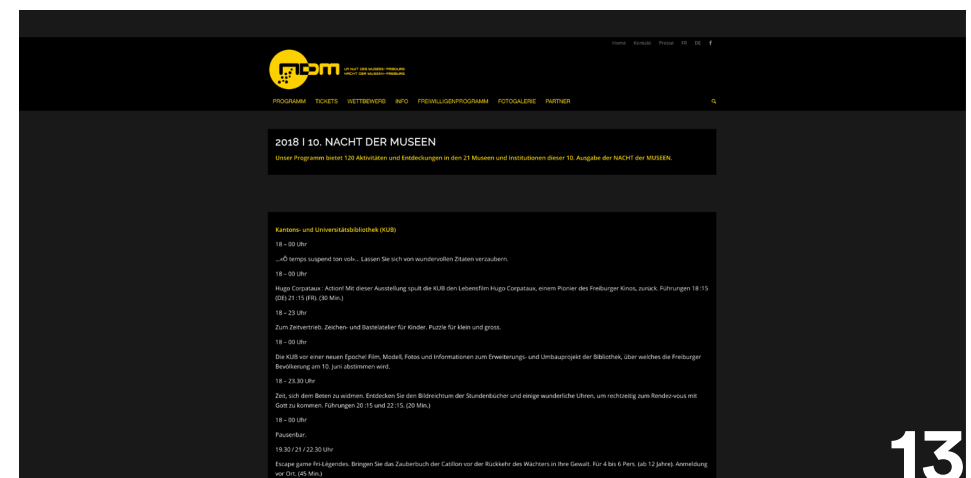 Home Kontakt Presse FR DE f
LA NUIT DES MUSEES-FRIBOURG
NACHT DER MUSEEN-FREIBURG
PROGRAMM TICKETS WETTBEWERB INFO FREIWILLIGENPROGRAMM FOTOGALERIE PARTNER
2018 I 10. NACHT DER MUSEEN
Unser Programm bietet 120 Aktivitäten und Entdeckungen in den 21 Museen und Institutionen dieser 10. Ausgabe der NACHT der MUSEEN.
Kantons- und Universitätsbibliothek (KUB)
18 – 00 Uhr
...«Ô temps suspend ton vol»... Lassen Sie sich von wundervollen Zitaten verzaubern.
18 – 00 Uhr
Hugo Corpataux : Action! Mit dieser Ausstellung spult die KUB den Lebensfilm Hugo Corpataux, einem Pionier des Freiburger Kinos, zurück. Führungen 18 :15
(DE) 21 :15 (FR). (30 Min.)
18 – 23 Uhr
Zum Zeitvertrieb. Zeichen- und Bastelatelier für Kinder. Puzzle für klein und gross.
18 – 00 Uhr
Die KUB vor einer neuen Epoche! Film, Modell, Fotos und Informationen zum Erweiterungs- und Umbauprojekt der Bibliothek, über welches die Freiburger
Bevölkerung am 10. Juni abstimmen wird.
18 – 23.30 Uhr
Zeit, sich dem Beten zu widmen. Entdecken Sie den Bildreichtum der Stundenbücher und einige wunderliche Uhren, um rechtzeitig zum Rendez-vous mit
Gott zu kommen. Führungen 20 :15 und 22 :15. (20 Min.)
18 – 00 Uhr
Pausenbar.
19.30 / 21 / 22.30 Uhr
Escape game Fri-Légendes. Bringen Sie das Zauberbuch der Catillon vor der Rückkehr des Wächters in Ihre Gewalt. Für 4 bis 6 Pers. (ab 12 Jahre). Anmeldung
vor Ort. (45 Min.)
13